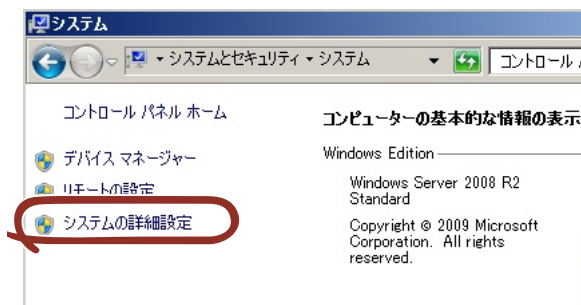 システム
システムとセキュリティ ▾ システム
コントロール
コントロール パネル ホーム
デバイス マネージャー
リモートの設定
システムの詳細設定
コンピューターの基本的な情報の表示
Windows Edition
Windows Server 2008 R2
Standard
Copyright © 2009 Microsoft
Corporation. All rights
reserved.